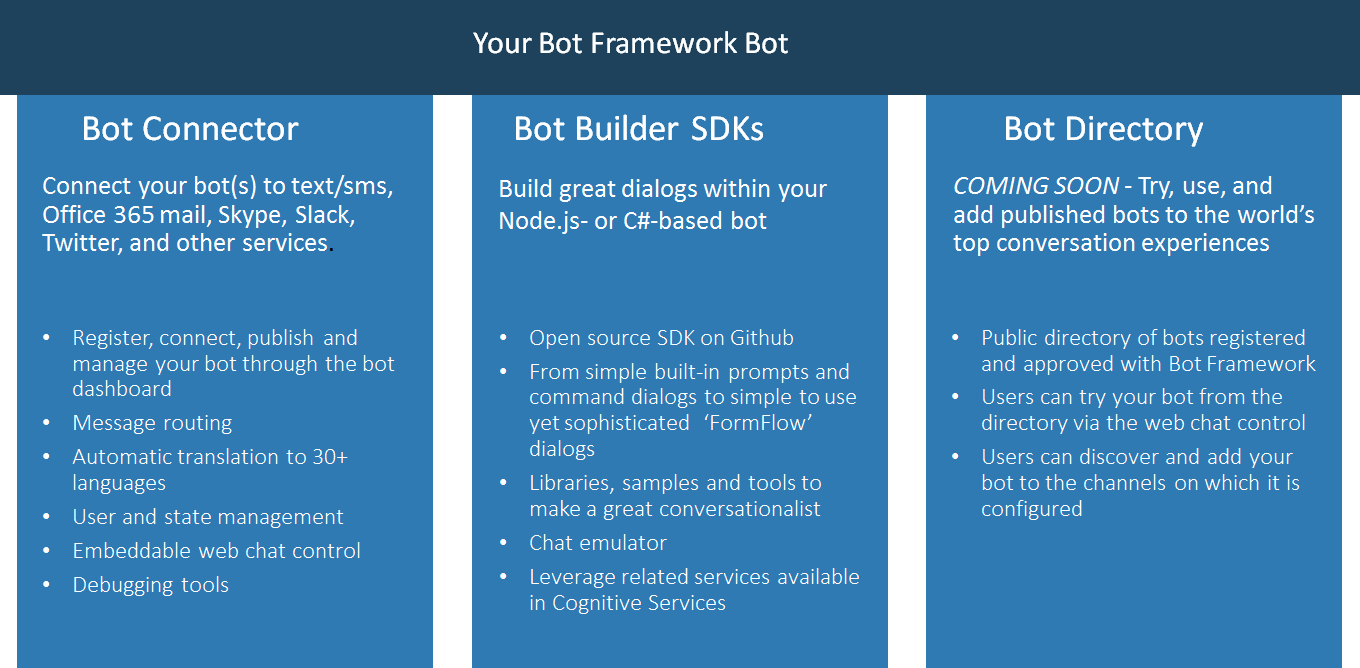 Your Bot Framework Bot
Bot Connector
Connect your bot(s) to text/sms,
Office 365 mail, Skype, Slack,
Twitter, and other services.
• Register, connect, publish and
manage your bot through the bot
dashboard
• Message routing
• Automatic translation to 30+
languages
• User and state management
• Embeddable web chat control
• Debugging tools
Bot Builder SDKs
Build great dialogs within your
Node.js- or C#-based bot
• Open source SDK on Github
• From simple built-in prompts and
command dialogs to simple to use
yet sophisticated ‘FormFlow’
dialogs
• Libraries, samples and tools to
make a great conversationalist
• Chat emulator
• Leverage related services available
in Cognitive Services
Bot Directory
COMING SOON - Try, use, and
add published bots to the world’s
top conversation experiences
• Public directory of bots registered
and approved with Bot Framework
• Users can try your bot from the
directory via the web chat control
• Users can discover and add your
bot to the channels on which it is
configured